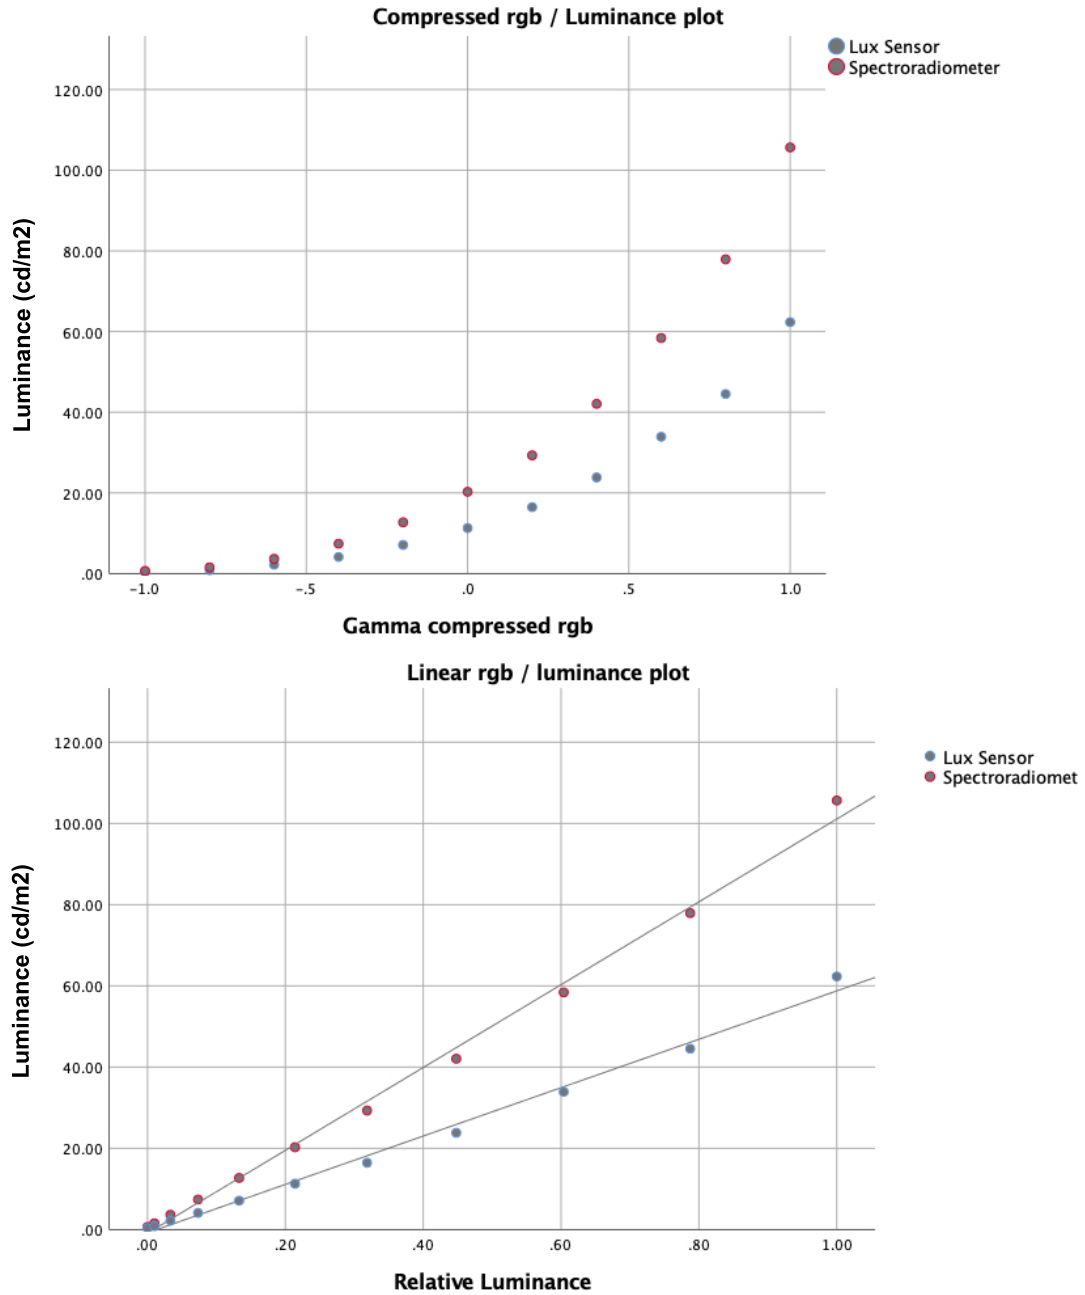 Compressed rgb / Luminance plot
Lux Sensor
Spectroradiometer
120.00
100.00
80.00
60.00
40.00
20.00
.00
Luminance (cd/m2)
-1.0 -.5 .0 .5 1.0
Gamma compressed rgb
Linear rgb / luminance plot
Lux Sensor
Spectroradiomet
120.00
100.00
80.00
60.00
40.00
20.00
.00
Luminance (cd/m2)
.00 .20 .40 .60 .80 1.00
Relative Luminance